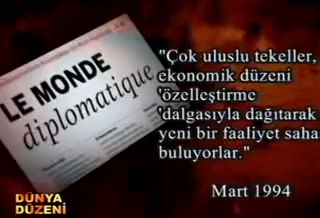 LE MONDE
diplomatique
"Çok uluslu tekeller,
ekonomik düzeni
'özelleştirme
'dalgasıyla dağıtarak
yeni bir faaliyet saha
buluyorlar."
Mart 1994
DÜNYA
DÜZENİ